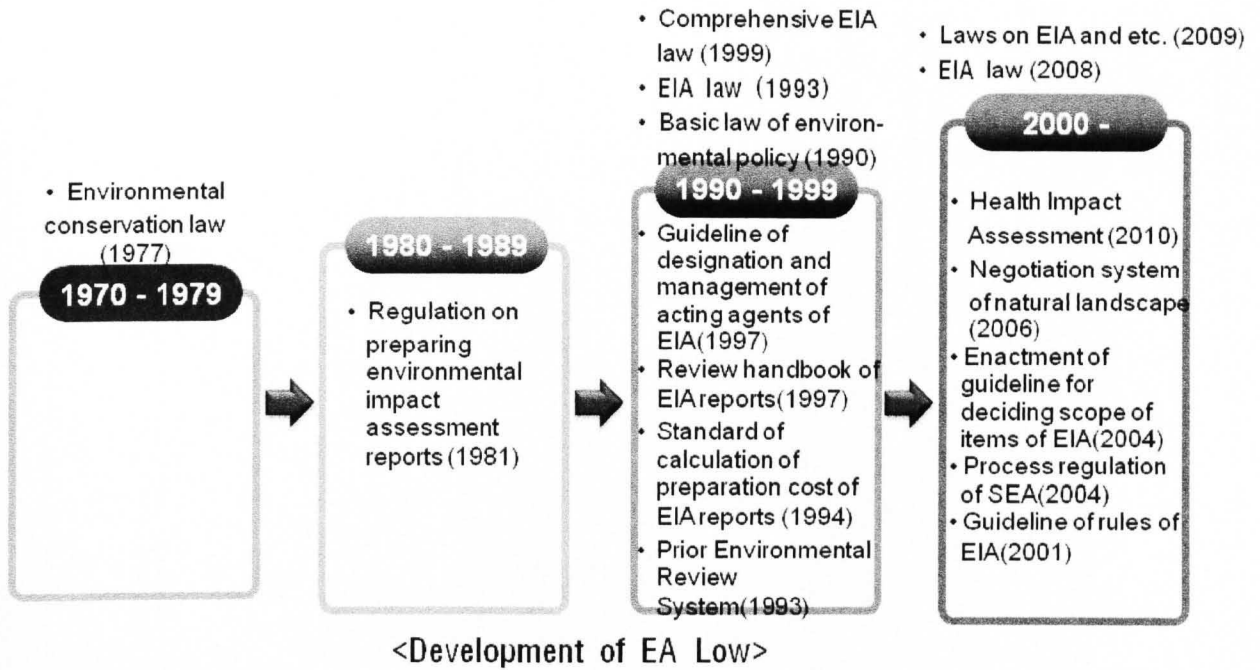 • Environmental
conservation law
(1977)
1970 - 1979
1980 - 1989
• Regulation on
preparing
environmental
impact
assessment
reports (1981)
• Comprehensive EIA
law (1999)
• EIA law (1993)
• Basic law of environ-
mental policy (1990)
1990 - 1999
• Guideline of
designation and
management of
acting agents of
EIA(1997)
• Review handbook of
EIA reports(1997)
• Standard of
calculation of
preparation cost of
EIA reports (1994)
• Prior Environmental
Review
System(1993)
• Laws on EIA and etc. (2009)
• EIA law (2008)
2000 -
• Health Impact
Assessment (2010)
• Negotiation system
of natural landscape
(2006)
• Enactment of
guideline for
deciding scope of
items of EIA(2004)
• Process regulation
of SEA(2004)
• Guideline of rules of
EIA(2001)
<Development of EA Low>